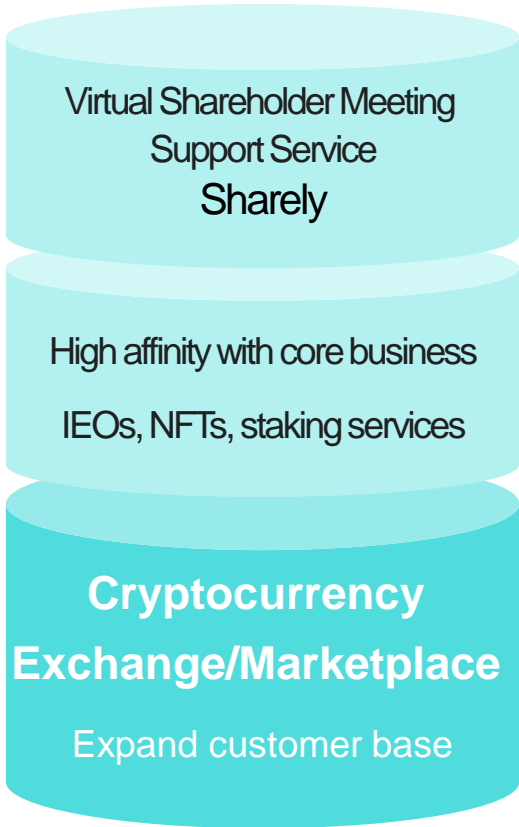 Virtual Shareholder Meeting
Support Service
Sharely
High affinity with core business
IEOs, NFTs, staking services
Cryptocurrency
Exchange/Marketplace
Expand customer base